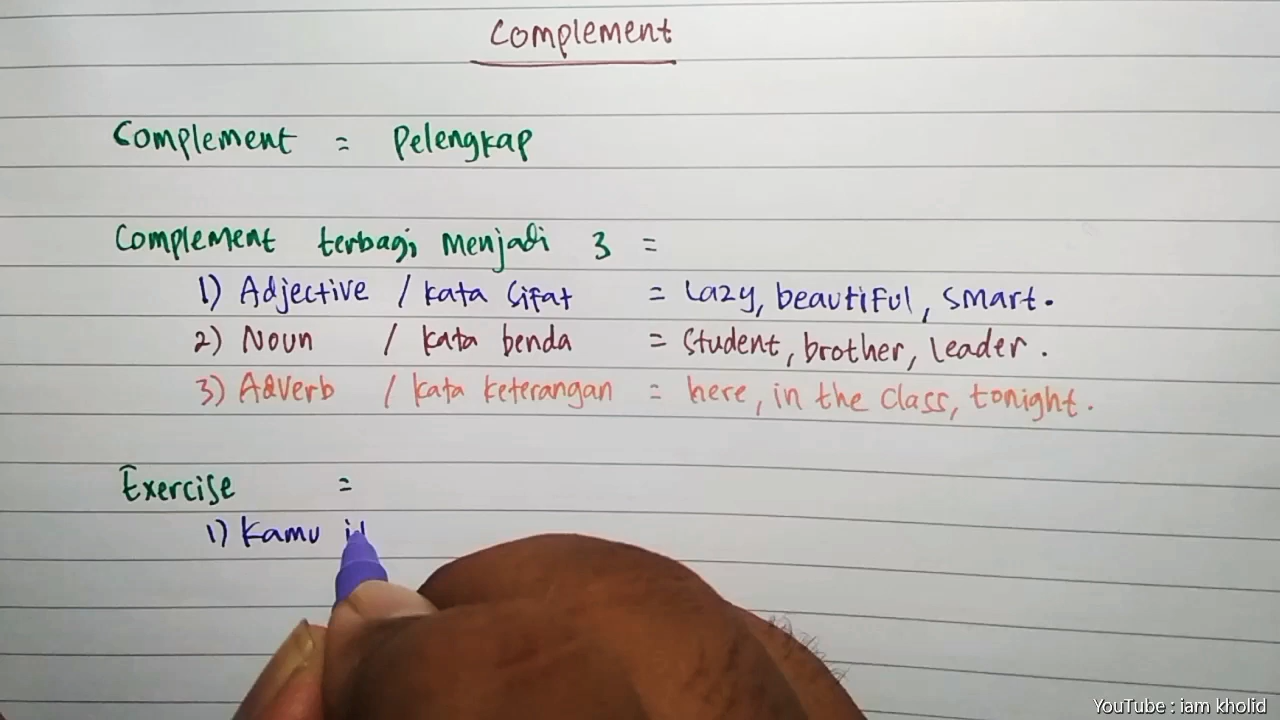 Complement
Complement = Pelengkap
Complement terbagi menjadi 3 =
1) Adjective / kata sifat = Lazy, beautiful, smart.
2) Noun / kata benda = Student, brother, leader.
3) Adverb / kata keterangan = here, in the class, tonight.
Exercise =
1) Kamu
YouTube : iam kholid